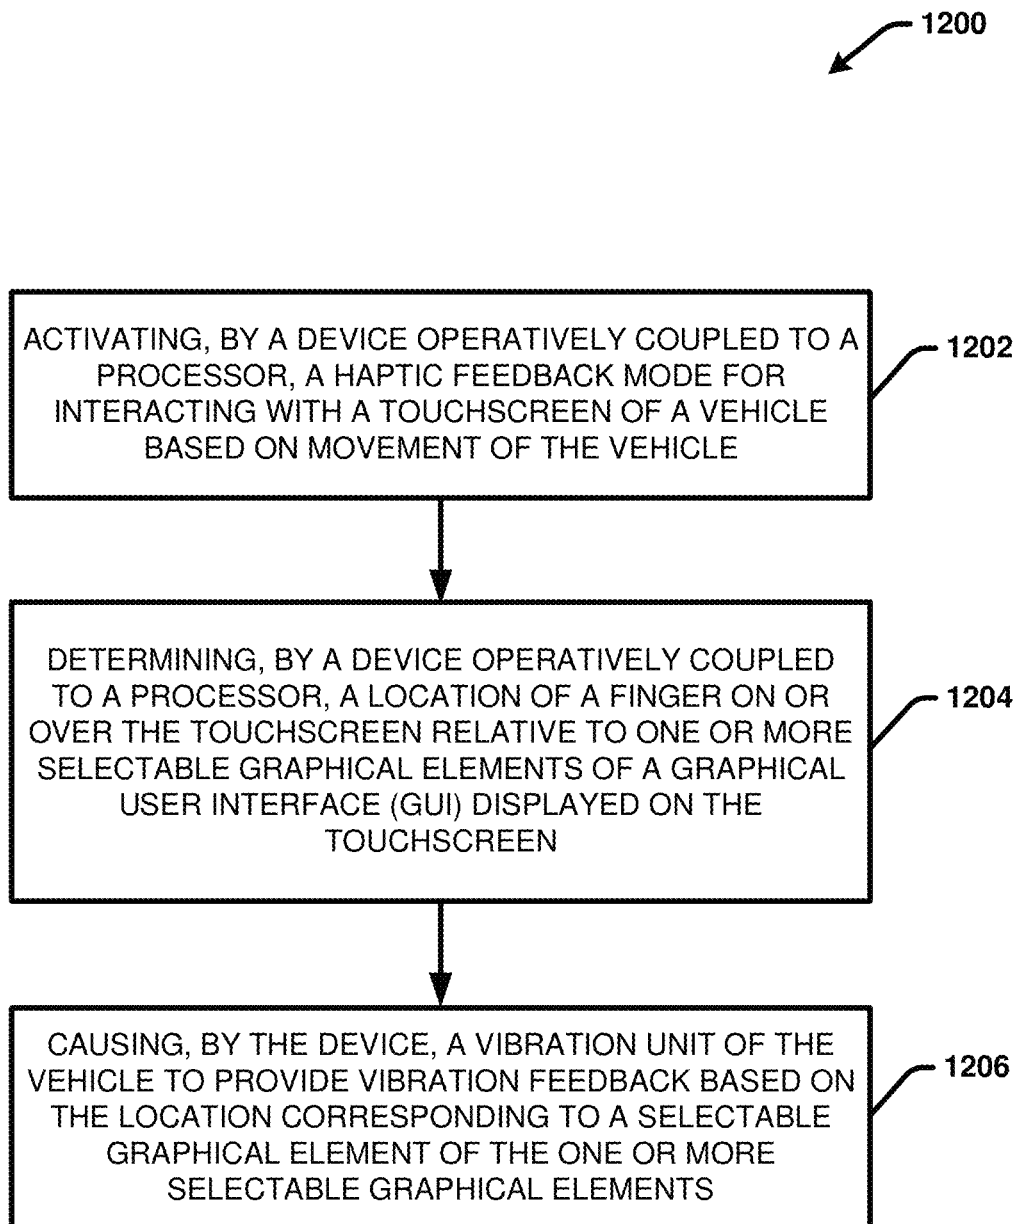 1200
ACTIVATING, BY A DEVICE OPERATIVELY COUPLED TO A
PROCESSOR, A HAPTIC FEEDBACK MODE FOR
INTERACTING WITH A TOUCHSCREEN OF A VEHICLE
BASED ON MOVEMENT OF THE VEHICLE
1202
DETERMINING, BY A DEVICE OPERATIVELY COUPLED
TO A PROCESSOR, A LOCATION OF A FINGER ON OR
OVER THE TOUCHSCREEN RELATIVE TO ONE OR MORE
SELECTABLE GRAPHICAL ELEMENTS OF A GRAPHICAL
USER INTERFACE (GUI) DISPLAYED ON THE
TOUCHSCREEN
1204
CAUSING, BY THE DEVICE, A VIBRATION UNIT OF THE
VEHICLE TO PROVIDE VIBRATION FEEDBACK BASED ON
THE LOCATION CORRESPONDING TO A SELECTABLE
GRAPHICAL ELEMENT OF THE ONE OR MORE
SELECTABLE GRAPHICAL ELEMENTS
1206